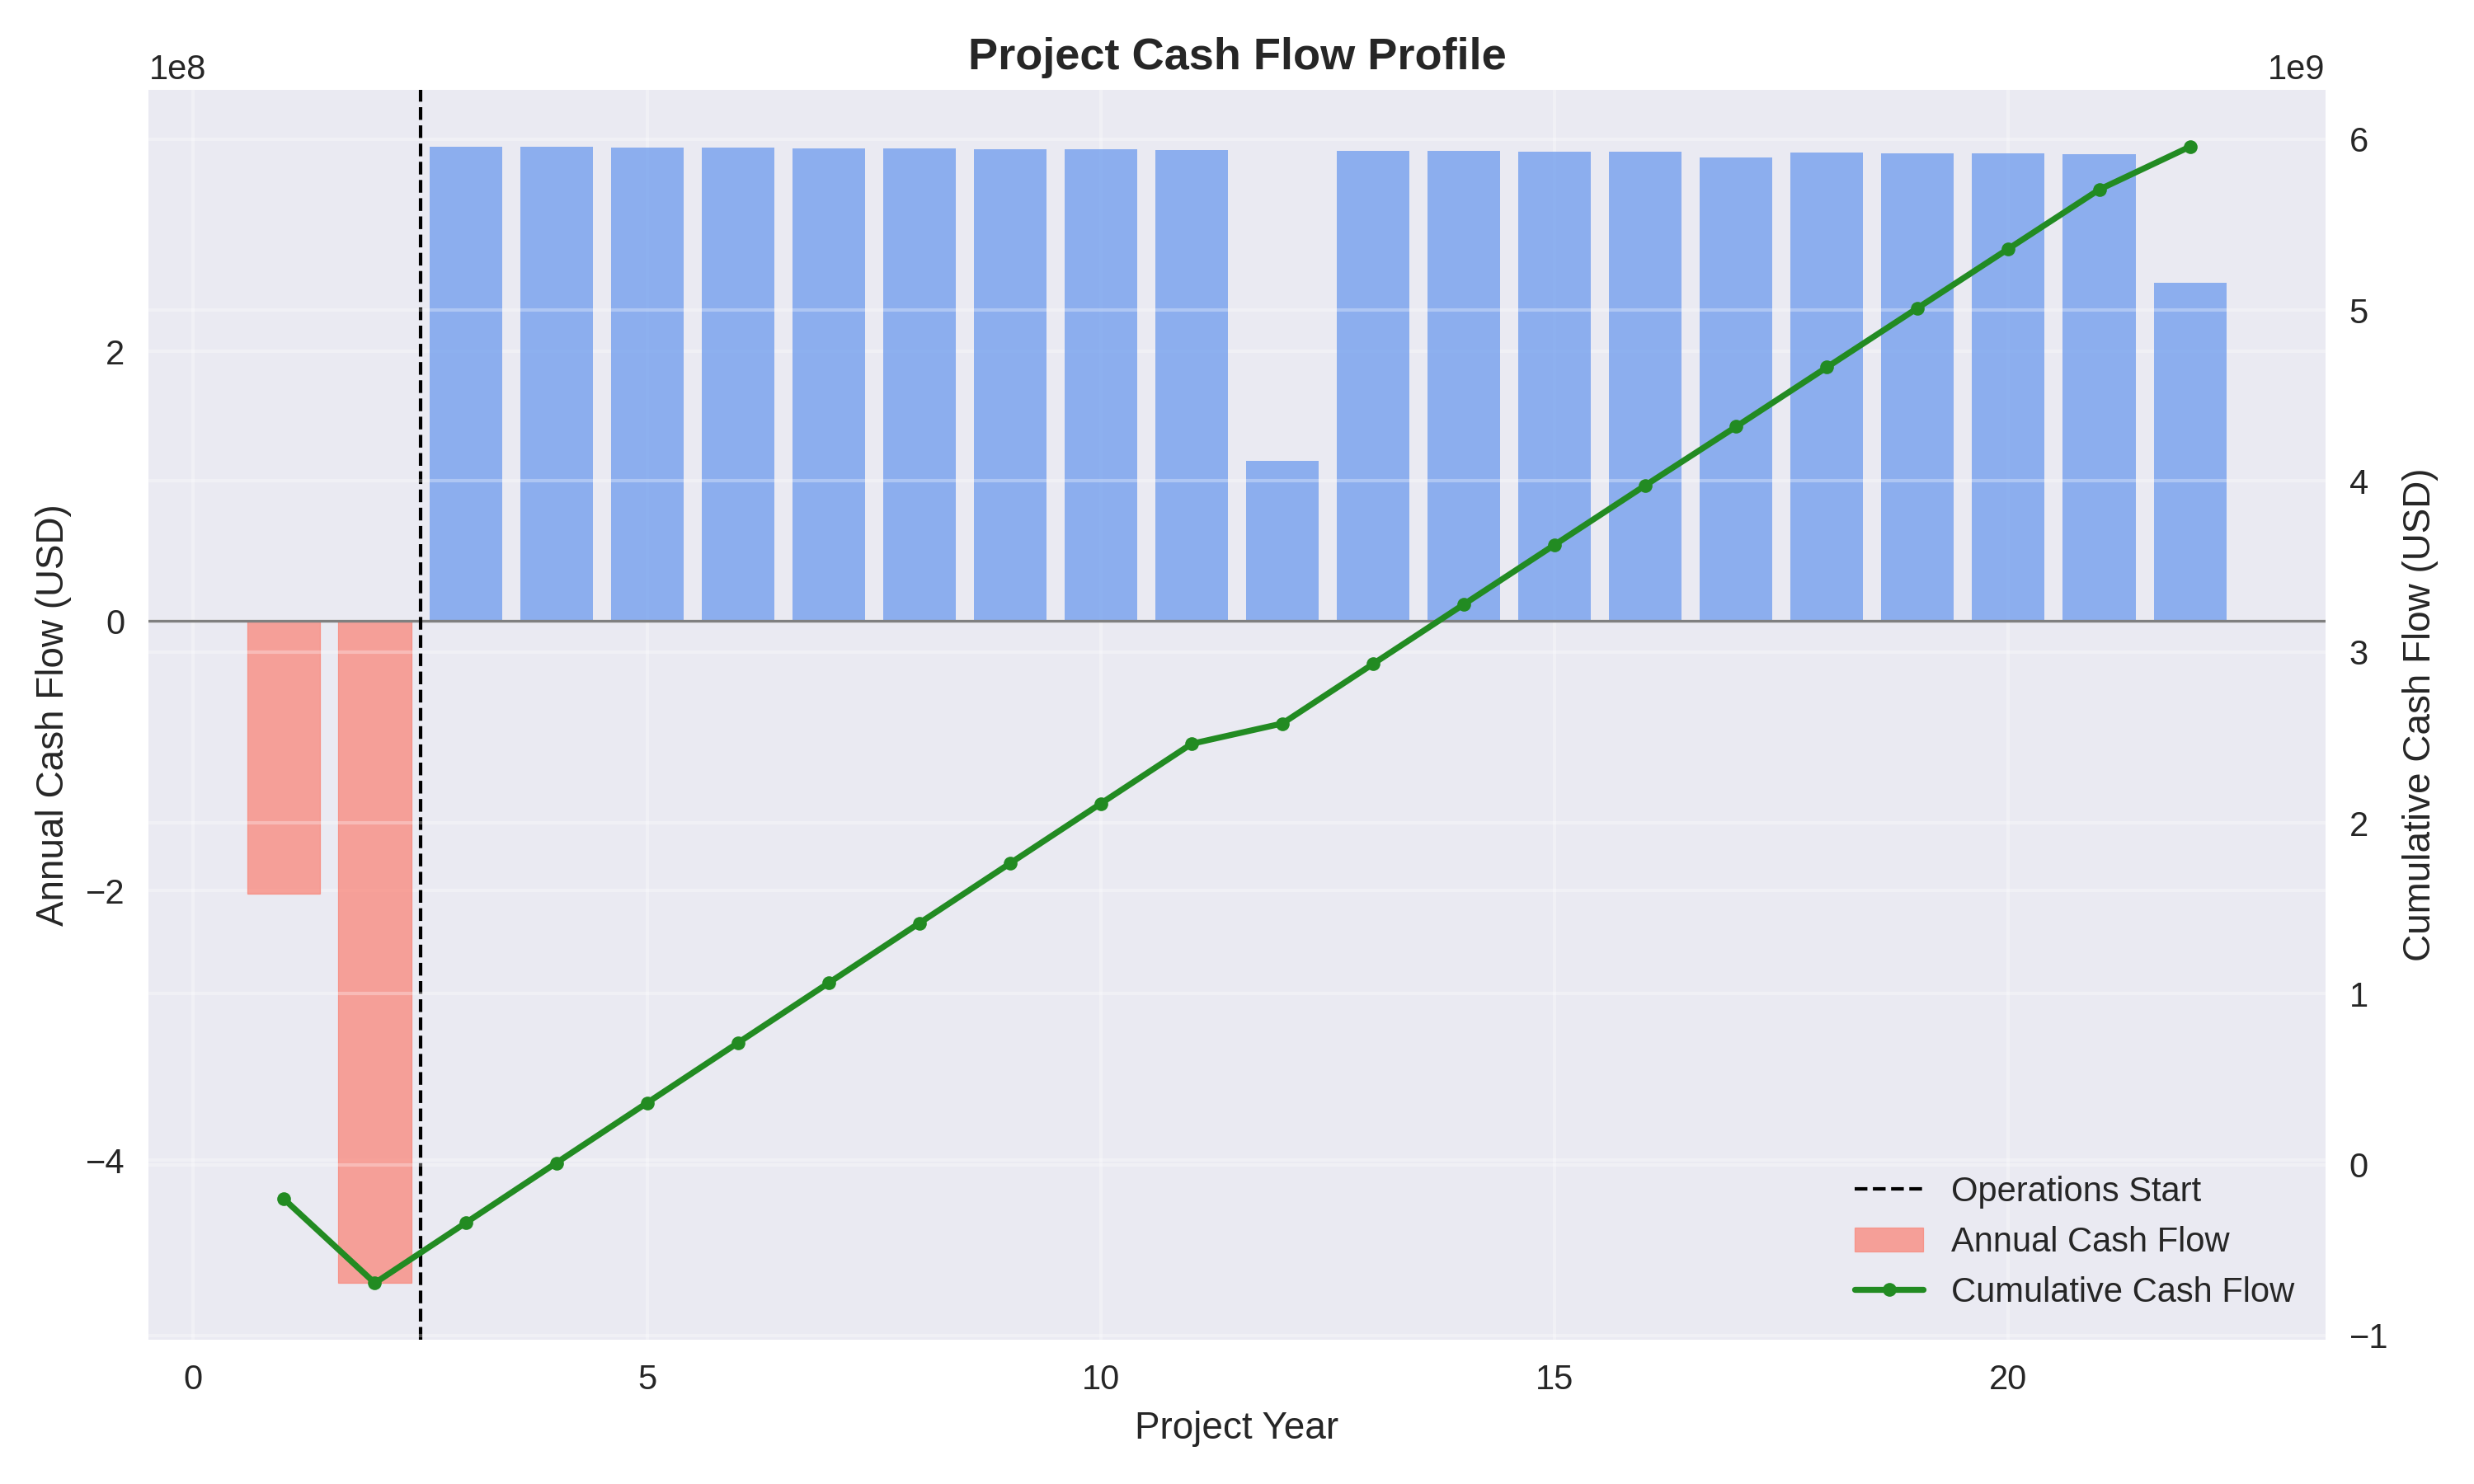 Project Cash Flow Profile
1e8
1e9
Annual Cash Flow (USD)
2
0
−2
−4
6
5
4
3
2
1
0
−1
Cumulative Cash Flow (USD)
Operations Start
Annual Cash Flow
Cumulative Cash Flow
0 5 10 15 20
Project Year